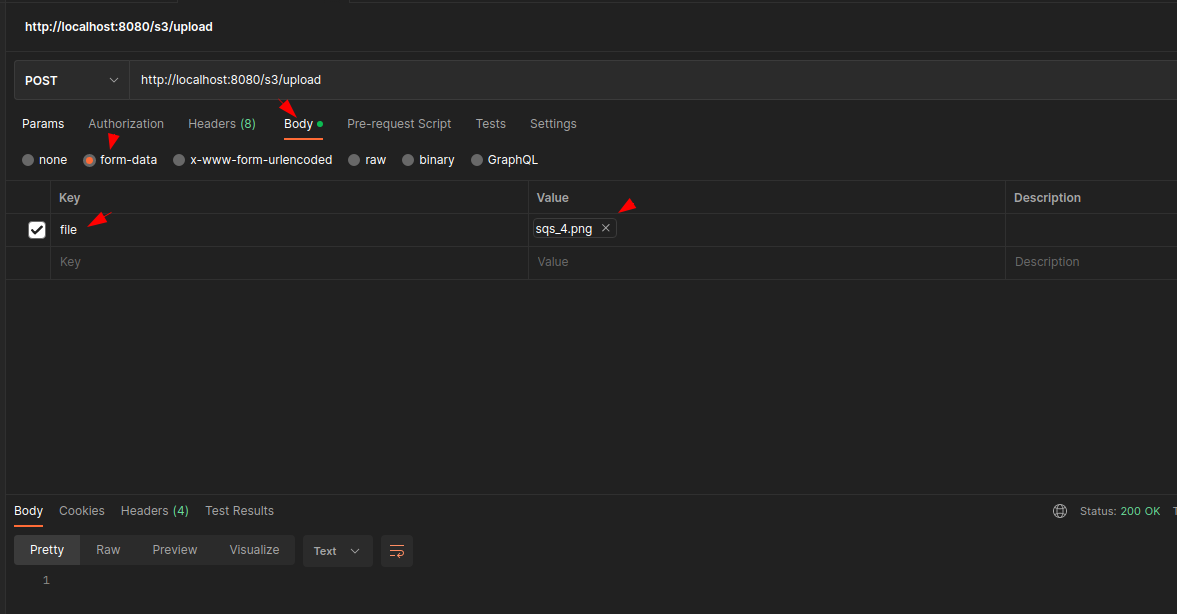 http://localhost:8080/s3/upload
POST http://localhost:8080/s3/upload
Params Authorization Headers (8) Body Pre-request Script Tests Settings
none form-data x-www-form-urlencoded raw binary GraphQL
Key Value Description
file sqs_4.png
Key Value Description
Body Cookies Headers (4) Test Results Status: 200 OK
Pretty Raw Preview Visualize Text
1